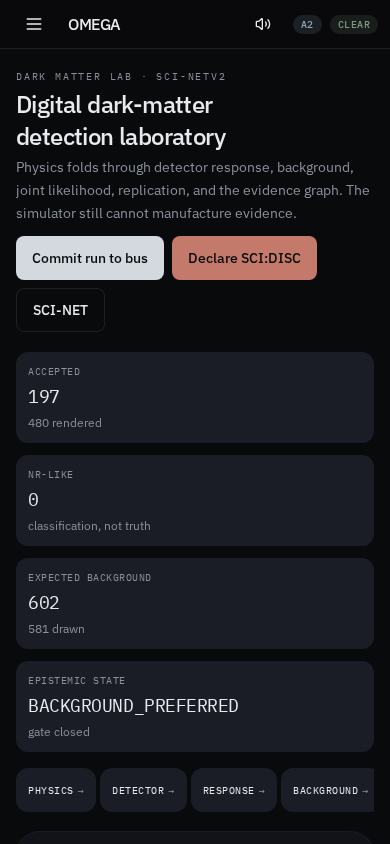 OMEGA
A2
CLEAR
DARK MATTER LAB · SCI-NETV2
Digital dark-matter
detection laboratory
Physics folds through detector response, background,
joint likelihood, replication, and the evidence graph. The
simulator still cannot manufacture evidence.
Commit run to bus
Declare SCI:DISC
SCI-NET
ACCEPTED
197
480 rendered
NR-LIKE
0
classification, not truth
EXPECTED BACKGROUND
602
581 drawn
EPISTEMIC STATE
BACKGROUND_PREFERRED
gate closed
PHYSICS →
DETECTOR →
RESPONSE →
BACKGROUND →